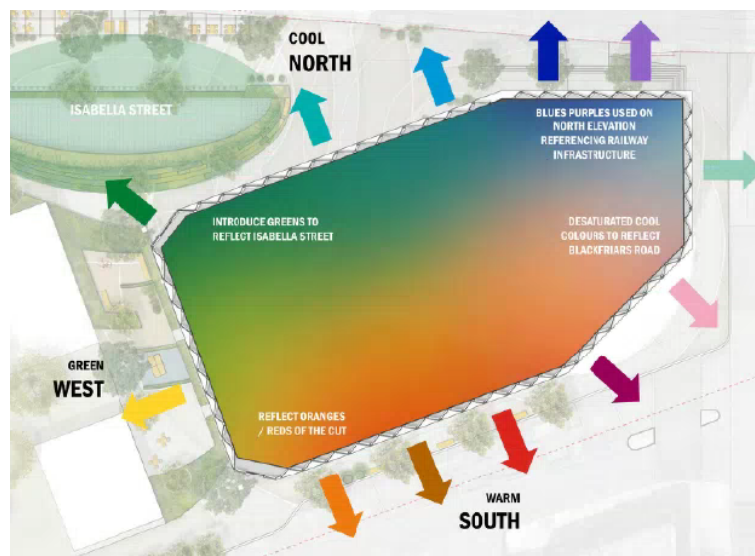 COOL
NORTH
ISABELLA STREET
BLUES PURPLES USED ON
NORTH ELEVATION
REFERENCING RAILWAY
INFRASTRUCTURE
INTRODUCE GREENS TO
REFLECT ISABELLA STREET
DESATURATED COOL
COLOURS TO REFLECT
BLACKFRIARS ROAD
GREEN
WEST
REFLECT ORANGES
/ REDS OF THE CUT
WARM
SOUTH